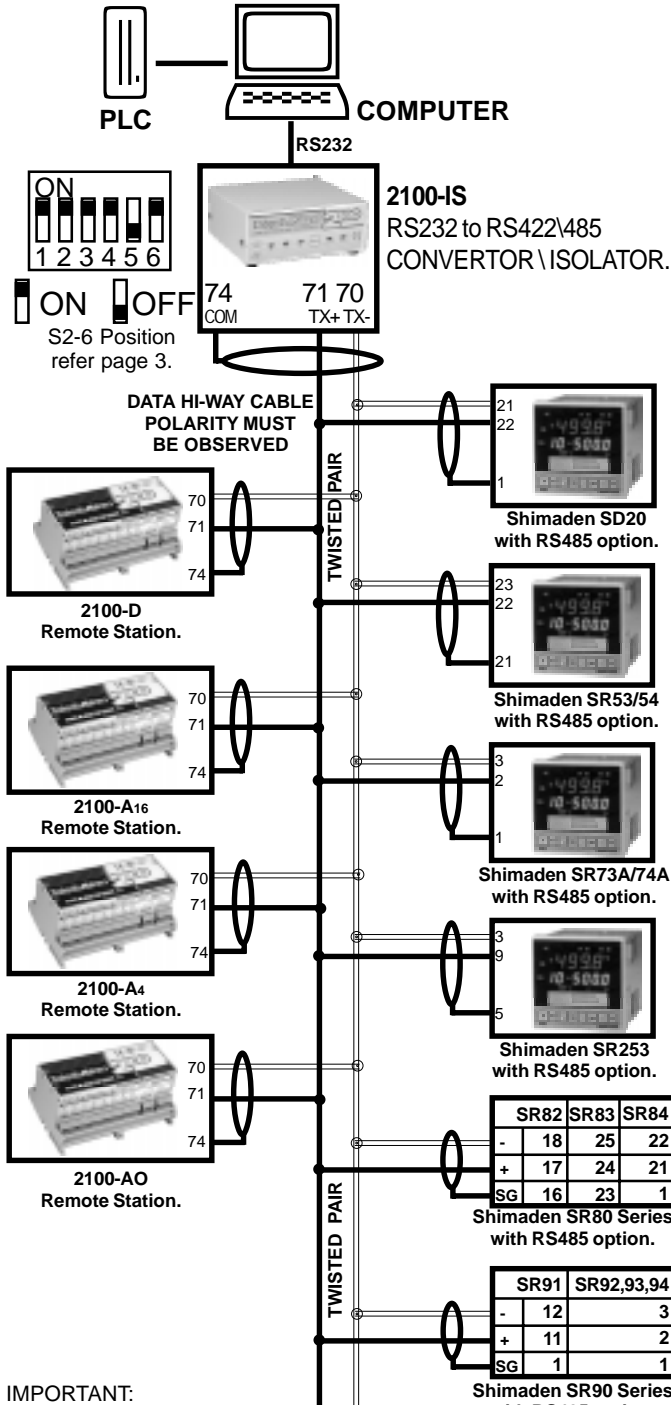 PLC
COMPUTER
RS232
ON
1 2 3 4 5 6
ON OFF
S2-6 Position
refer page 3.
2100-IS
RS232 to RS422\485
CONVERTOR \ ISOLATOR.
74 71 70
COM TX+ TX-
DATA HI-WAY CABLE
POLARITY MUST
BE OBSERVED
TWISTED PAIR
70
71
74
2100-D
Remote Station.
70
71
74
2100-A16
Remote Station.
70
71
74
2100-A4
Remote Station.
70
71
74
2100-AO
Remote Station.
21
22
1
Shimaden SD20
with RS485 option.
23
22
21
Shimaden SR53/54
with RS485 option.
3
2
1
Shimaden SR73A/74A
with RS485 option.
3
9
5
Shimaden SR253
with RS485 option.
SR82 SR83 SR84
- 18 25 22
+ 17 24 21
SG 16 23 1
Shimaden SR80 Series
with RS485 option.
TWISTED PAIR
SR91 SR92,93,94
- 12 3
+ 11 2
SG 1 1
Shimaden SR90 Series
IMPORTANT: